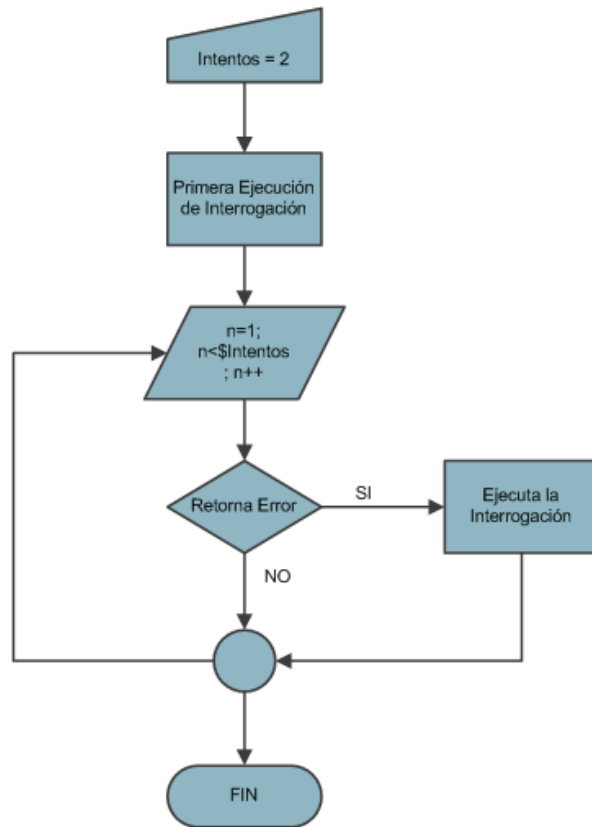 Intentos = 2
Primera Ejecución
de Interrogación
n=1;
n<$Intentos
; n++
Retorna Error
SI
Ejecuta la
Interrogación
NO
FIN